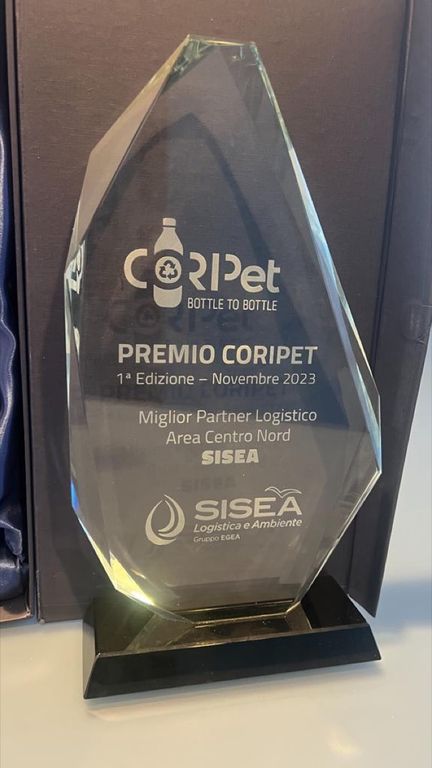 CORIPet
BOTTLE TO BOTTLE
PREMIO CORIPET
1ª Edizione – Novembre 2023
Miglior Partner Logistico
Area Centro Nord
SISEA
SISEA
Logistica e Ambiente
Gruppo EGEA